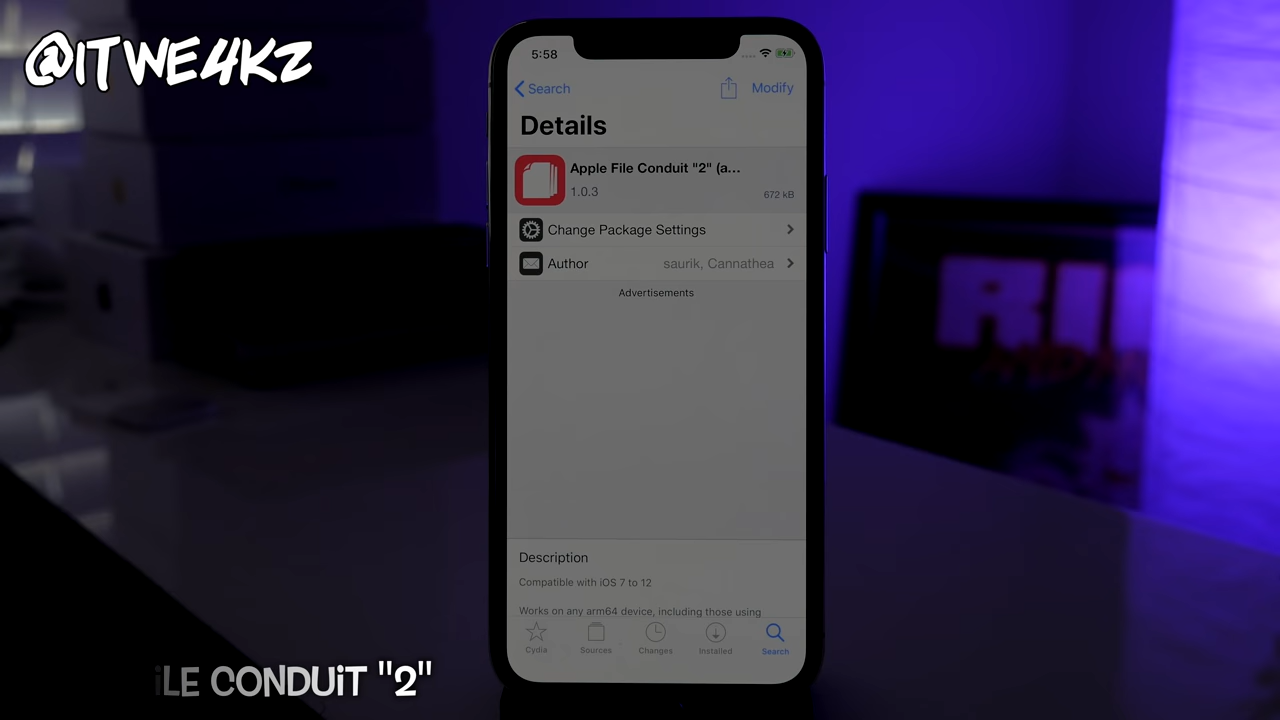 @iTWE4KZ
5:58
Search
Modify
Details
Apple File Conduit "2" (a...
1.0.3
672 kB
Change Package Settings
Author
saurik, Cannathea
Advertisements
Description
Compatible with iOS 7 to 12
Works on any arm64 device, including those using
Cydia
Sources
Changes
Installed
Search
iLE CONDUiT "2"